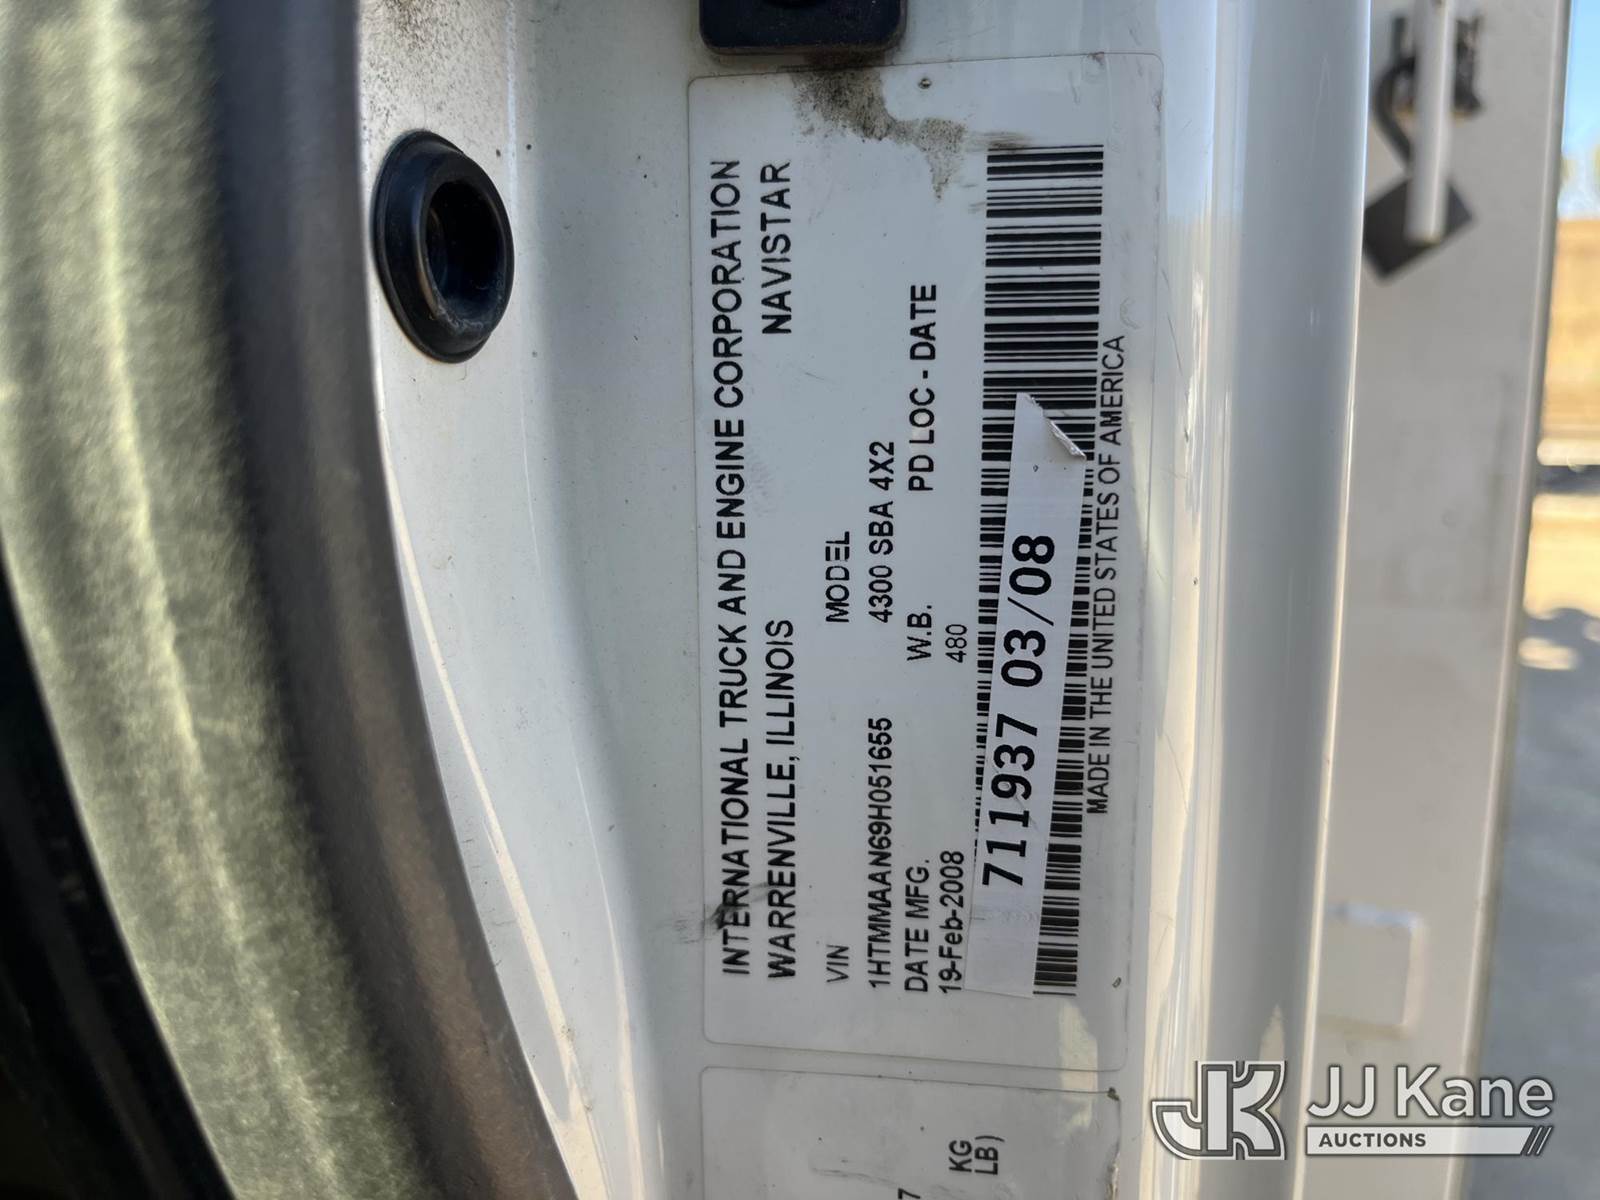 INTERNATIONAL TRUCK AND ENGINE CORPORATION
WARRENVILLE, ILLINOIS NAVISTAR
VIN MODEL
1HTMMAAN69H051655 4300 SBA 4X2
DATE MFG. W.B. PD LOC - DATE
19-Feb-2008 480
711937 03/08
MADE IN THE UNITED STATES OF AMERICA
KG
LB)
7
JK
JJ Kane
AUCTIONS